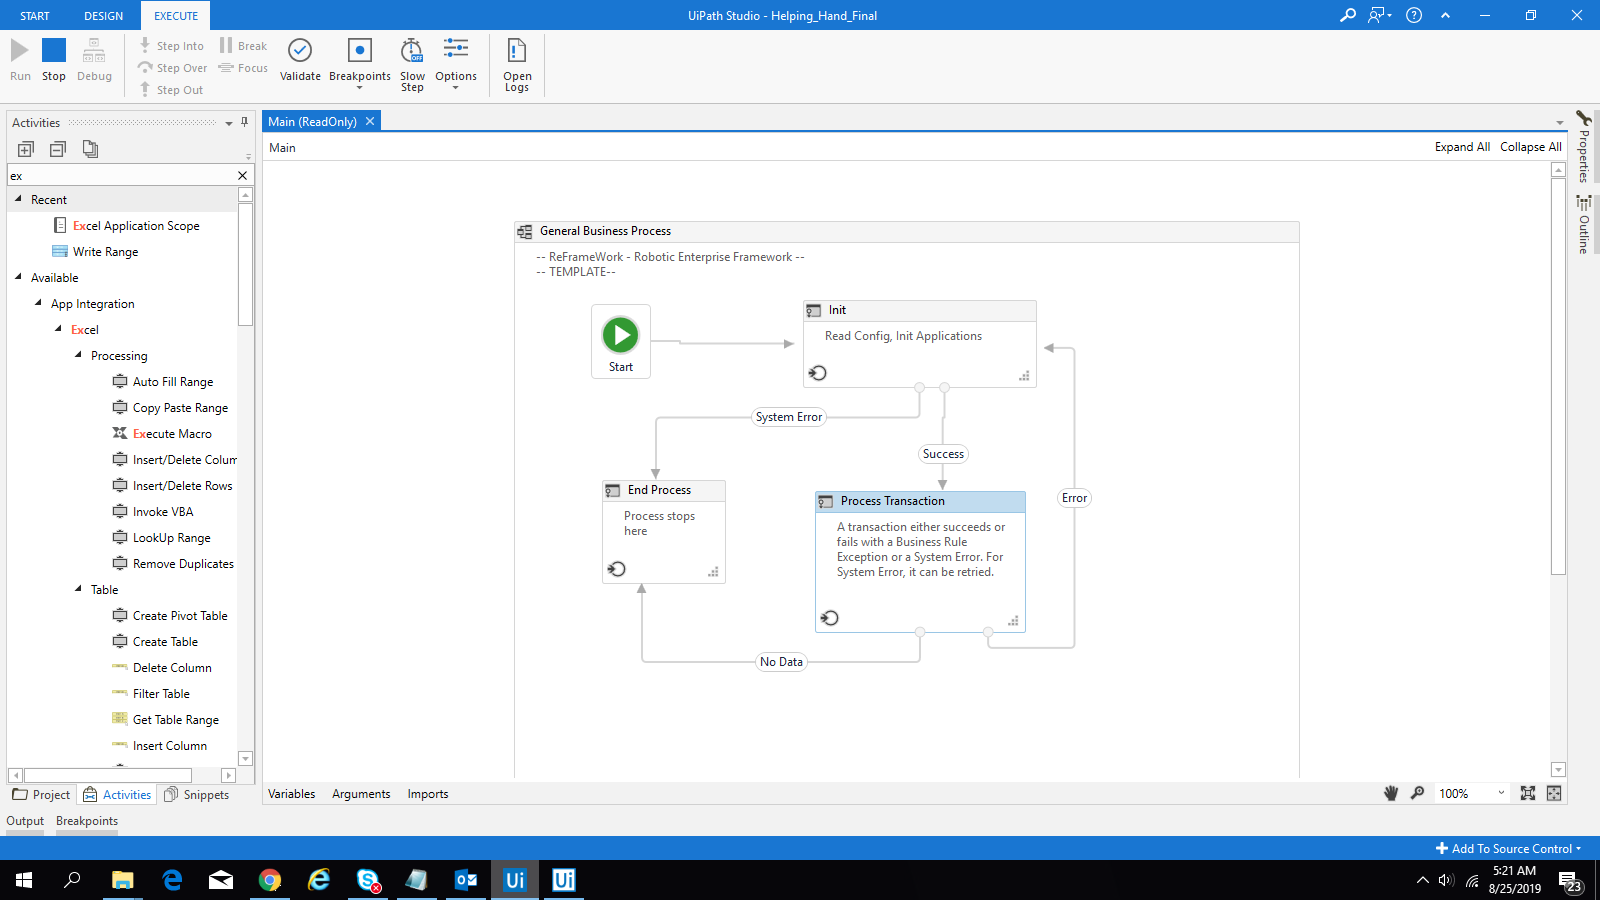 START
DESIGN
EXECUTE
UiPath Studio - Helping_Hand_Final
Run
Stop
Debug
Step Into
Step Over
Step Out
Break
Focus
Validate
Breakpoints
Slow
Step
OFF
Options
Open
Logs
Activities
ex
Recent
Excel Application Scope
Write Range
Available
App Integration
Excel
Processing
Auto Fill Range
Copy Paste Range
Execute Macro
Insert/Delete Colum
Insert/Delete Rows
Invoke VBA
LookUp Range
Remove Duplicates
Table
Create Pivot Table
Create Table
Delete Column
Filter Table
Get Table Range
Insert Column
Project
Activities
Snippets
Main (ReadOnly)
Main
Expand All
Collapse All
General Business Process
-- ReFrameWork - Robotic Enterprise Framework --
-- TEMPLATE--
Start
Init
Read Config, Init Applications
System Error
Success
Error
End Process
Process stops
here
Process Transaction
A transaction either succeeds or
fails with a Business Rule
Exception or a System Error. For
System Error, it can be retried.
No Data
Properties
Outline
Variables
Arguments
Imports
100%
Output
Breakpoints
Add To Source Control
Ui
Ui
5:21 AM
8/25/2019
23